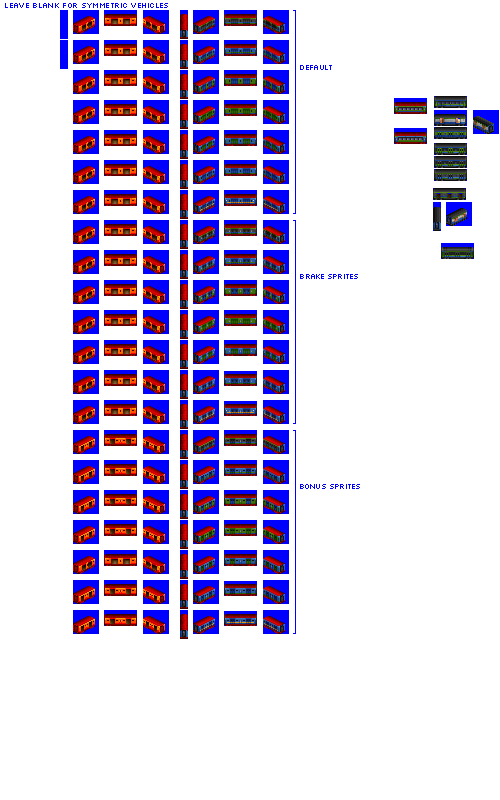 LEAVE BLANK FOR SYMMETRIC VEHICLES
DEFAULT
BRAKE SPRITES
BONUS SPRITES